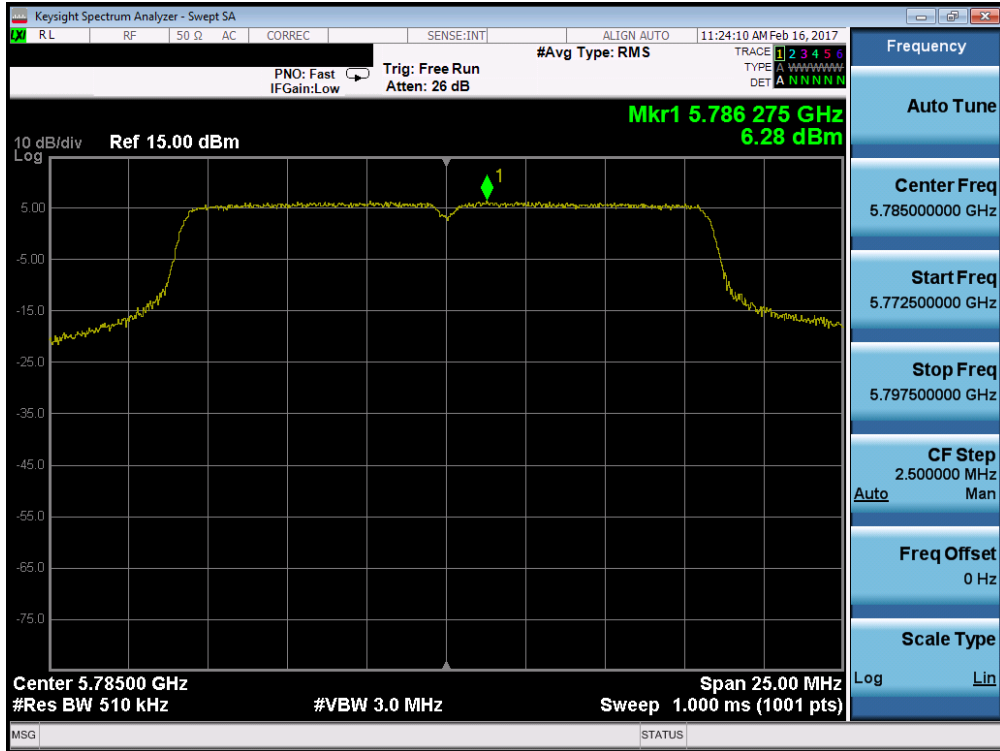 Keysight Spectrum Analyzer - Swept SA
LXI RL RF 50 Ω AC CORREC SENSE:INT ALIGN AUTO 11:24:10 AM Feb 16, 2017
#Avg Type: RMS TRACE 1 2 3 4 5 6
PNO: Fast Trig: Free Run TYPE A WWWWW
IFGain:Low Atten: 26 dB DET A N N N N N
Frequency
Mkr1 5.786 275 GHz
6.28 dBm
10 dB/div Ref 15.00 dBm
Log
1
5.00
-5.00
-15.0
-25.0
-35.0
-45.0
-55.0
-65.0
-75.0
Center 5.78500 GHz Span 25.00 MHz
#Res BW 510 kHz #VBW 3.0 MHz Sweep 1.000 ms (1001 pts)
Auto Tune
Center Freq
5.785000000 GHz
Start Freq
5.772500000 GHz
Stop Freq
5.797500000 GHz
CF Step
2.500000 MHz
Auto Man
Freq Offset
0 Hz
Scale Type
Log Lin
MSG STATUS